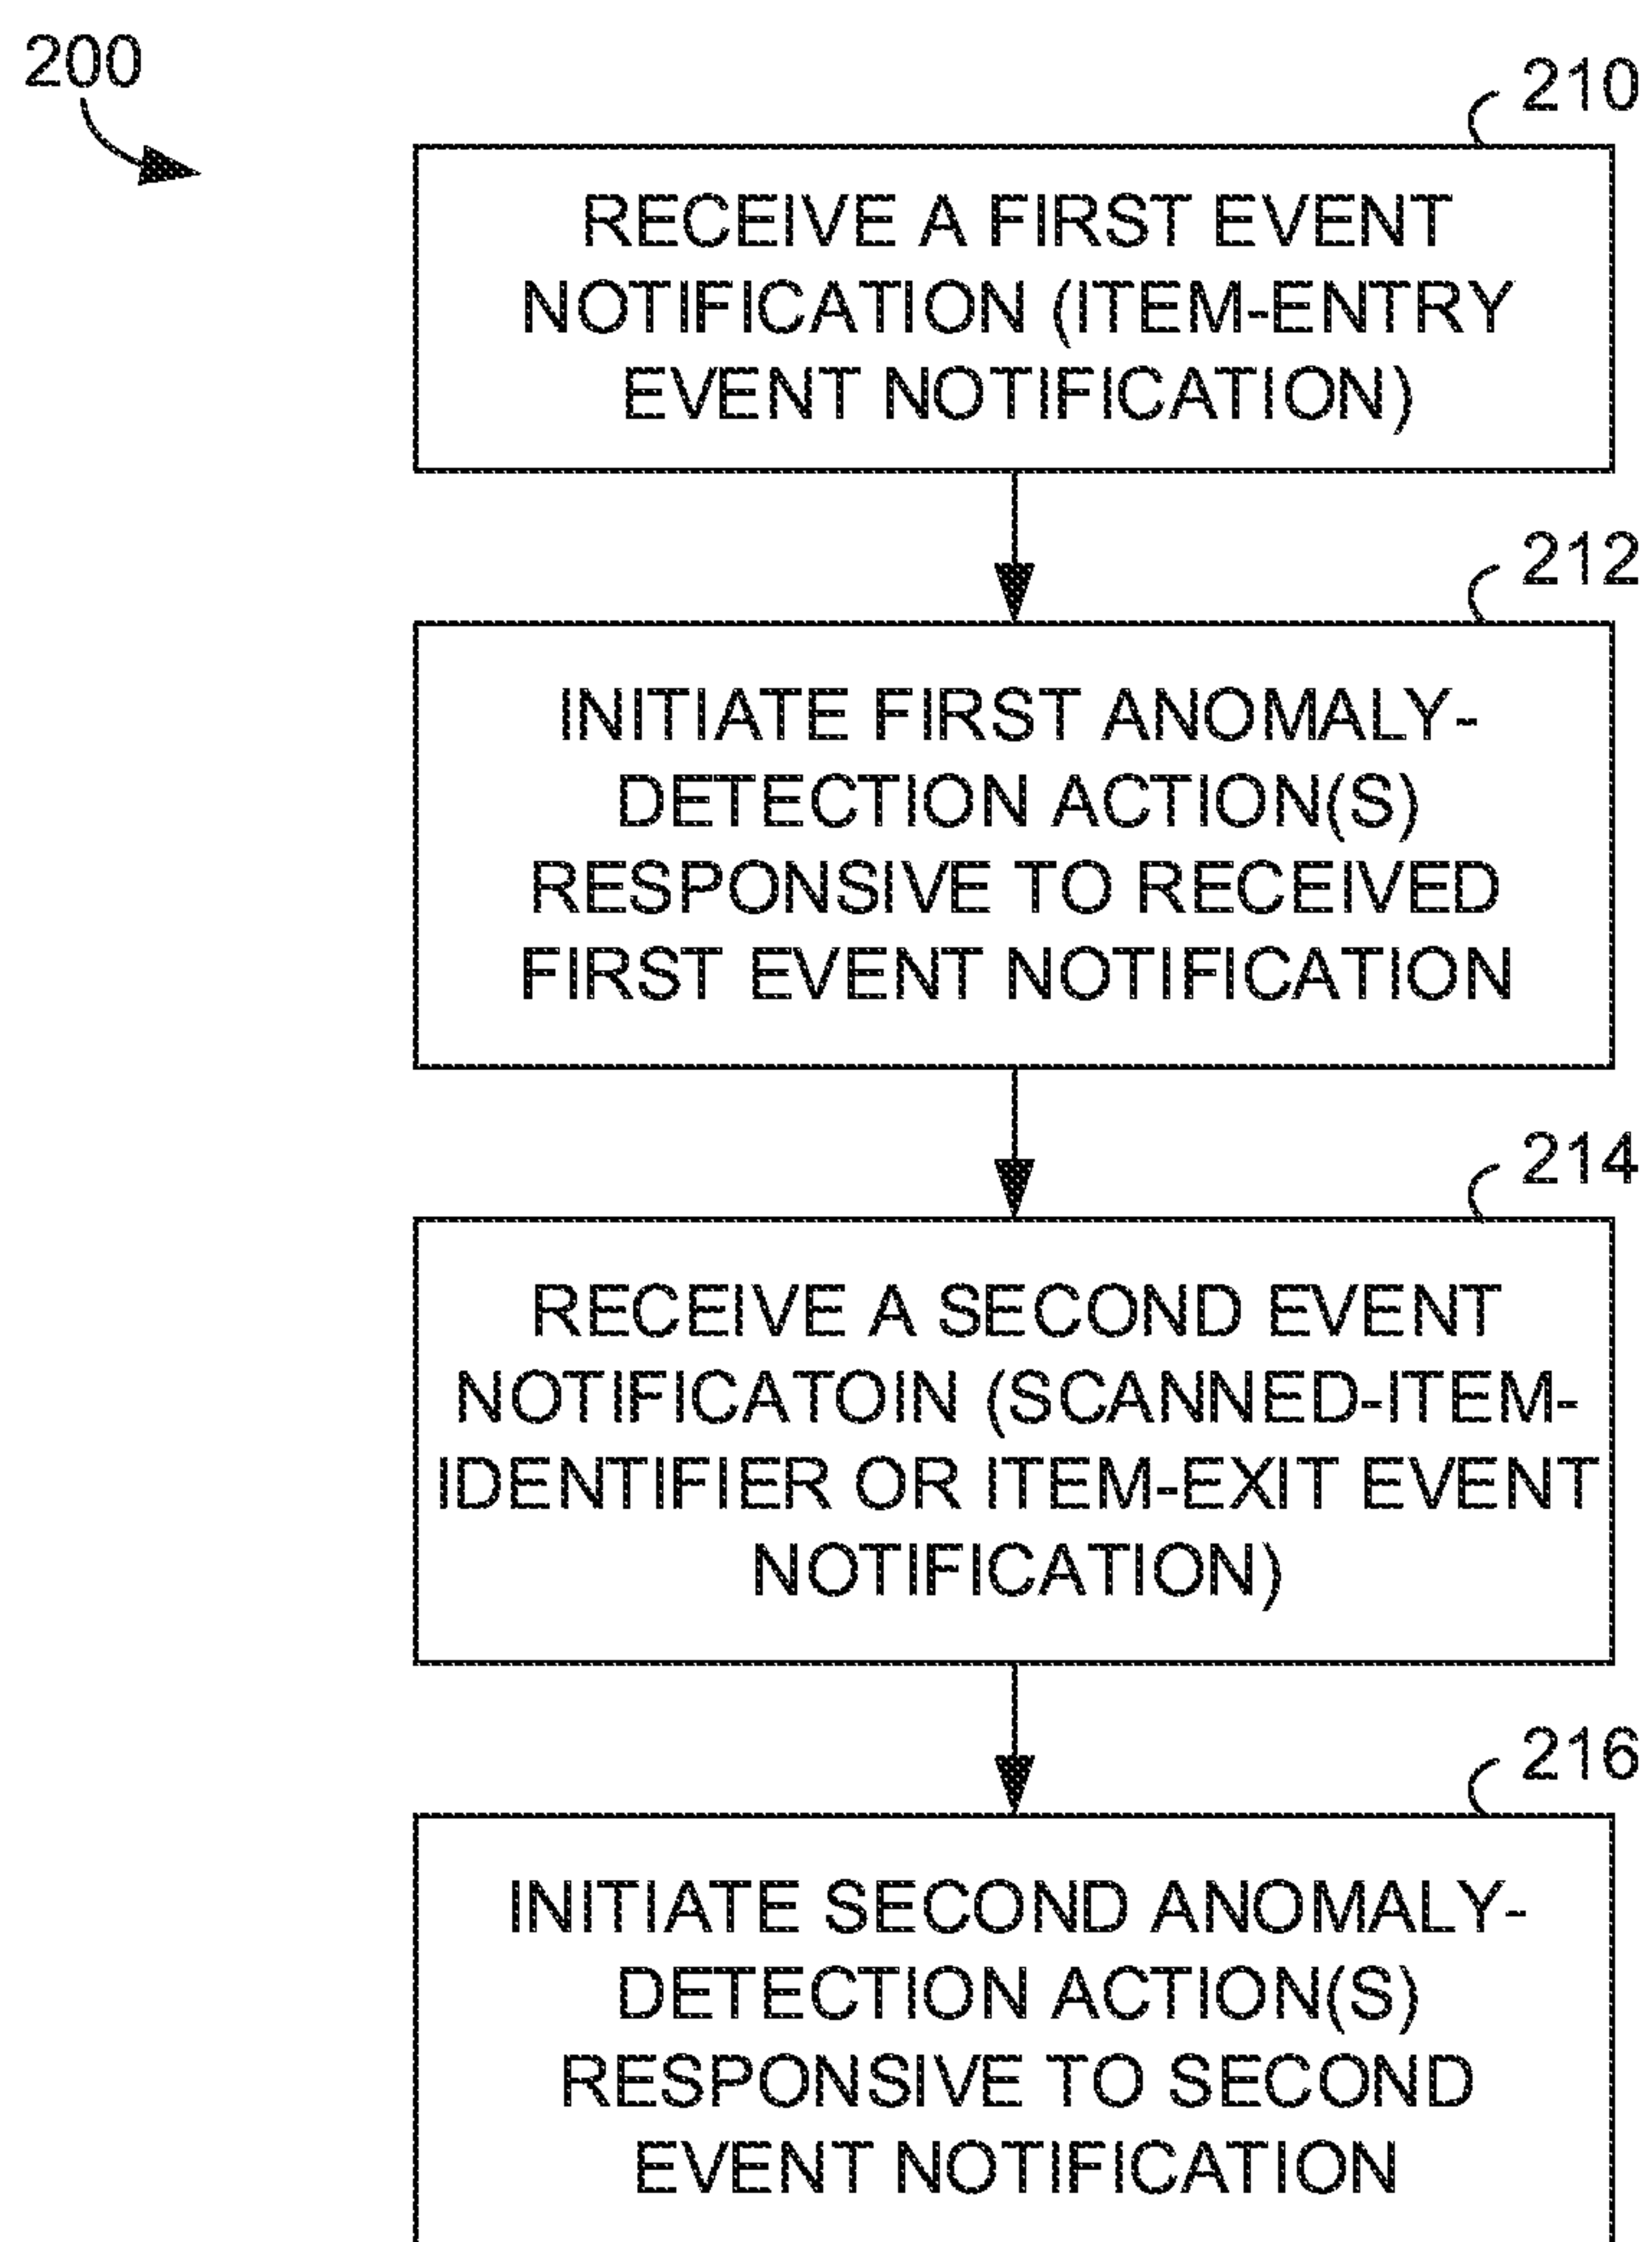 200
210
RECEIVE A FIRST EVENT
NOTIFICATION (ITEM-ENTRY
EVENT NOTIFICATION)
212
INITIATE FIRST ANOMALY-
DETECTION ACTION(S)
RESPONSIVE TO RECEIVED
FIRST EVENT NOTIFICATION
214
RECEIVE A SECOND EVENT
NOTIFICATOIN (SCANNED-ITEM-
IDENTIFIER OR ITEM-EXIT EVENT
NOTIFICATION)
216
INITIATE SECOND ANOMALY-
DETECTION ACTION(S)
RESPONSIVE TO SECOND
EVENT NOTIFICATION